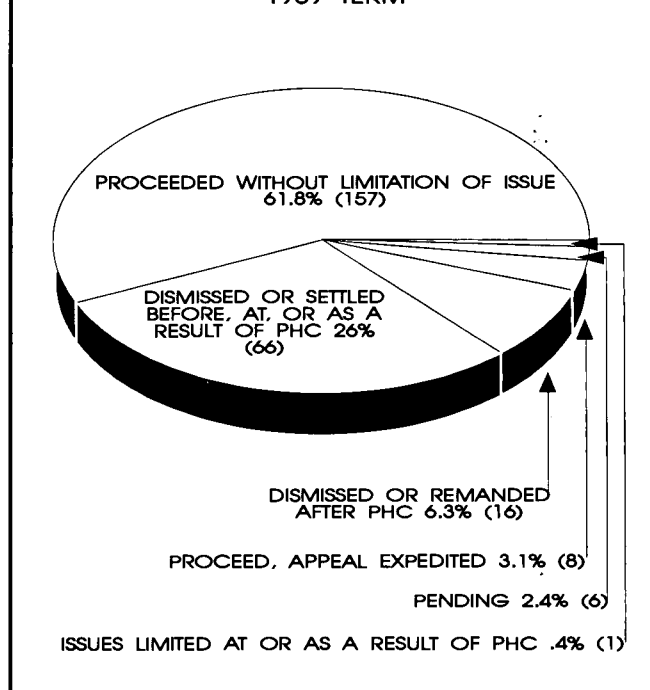 PROCEEDED WITHOUT LIMITATION OF ISSUE
61.8% (157)
DISMISSED OR SETTLED
BEFORE, AT, OR AS A
RESULT OF PHC 26%
(66)
DISMISSED OR REMANDED
AFTER PHC 6.3% (16)
PROCEED, APPEAL EXPEDITED 3.1% (8)
PENDING 2.4% (6)
ISSUES LIMITED AT OR AS A RESULT OF PHC .4% (1)